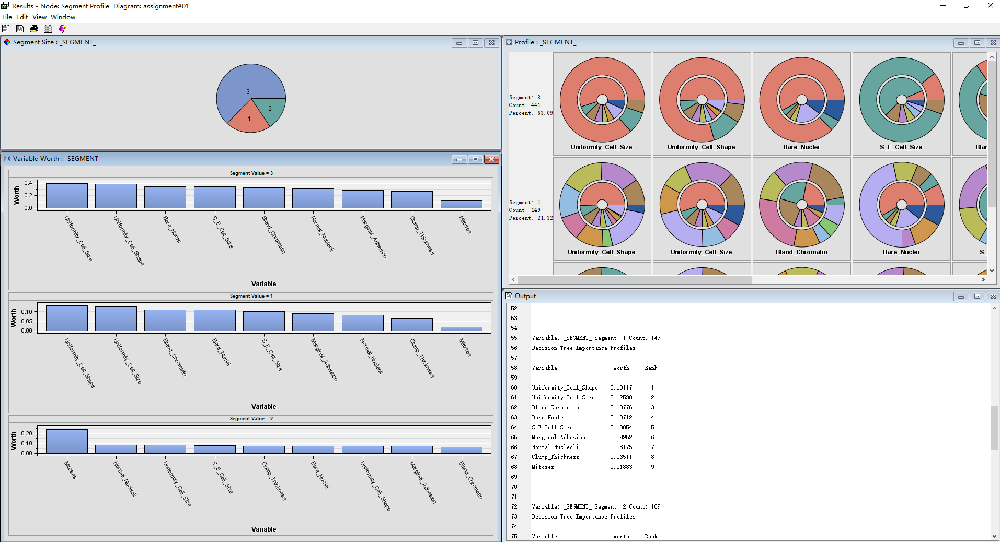 Results - Node: Segment Profile  Diagram: assignment#01
File  Edit  View  Window
Segment Size : _SEGMENT_
3
2
1
Variable Worth : _SEGMENT_
Segment Value = 3
Worth
0.4
0.2
0.0
Uniformity_Cell_Size
Uniformity_Cell_Shape
Bare_Nuclei
S_E_Cell_Size
Bland_Chromatin
Normal_Nucleoli
Marginal_Adhesion
Clump_Thickness
Mitoses
Variable
Segment Value = 1
Worth
0.10
0.05
0.00
Uniformity_Cell_Shape
Uniformity_Cell_Size
Bland_Chromatin
Bare_Nuclei
S_E_Cell_Size
Marginal_Adhesion
Normal_Nucleoli
Clump_Thickness
Mitoses
Variable
Segment Value = 2
Worth
0.20
0.10
0.00
Mitoses
Normal_Nucleoli
Uniformity_Cell_Size
S_E_Cell_Size
Clump_Thickness
Bare_Nuclei
Uniformity_Cell_Shape
Marginal_Adhesion
Bland_Chromatin
Variable
Profile : _SEGMENT_
Segment: 3
Count: 441
Percent: 63.09
Uniformity_Cell_Size
Uniformity_Cell_Shape
Bare_Nuclei
S_E_Cell_Size
Blar
Segment: 1
Count: 149
Percent: 21.32
Uniformity_Cell_Shape
Uniformity_Cell_Size
Bland_Chromatin
Bare_Nuclei
S_
Output
52
53
54
55 Variable: _SEGMENT_ Segment: 1 Count: 149
56 Decision Tree Importance Profiles
57
58 Variable Worth Rank
59
60 Uniformity_Cell_Shape 0.13117 1
61 Uniformity_Cell_Size 0.12580 2
62 Bland_Chromatin 0.10776 3
63 Bare_Nuclei 0.10712 4
64 S_E_Cell_Size 0.10054 5
65 Marginal_Adhesion 0.08952 6
66 Normal_Nucleoli 0.08175 7
67 Clump_Thickness 0.06511 8
68 Mitoses 0.01883 9
69
70
71
72 Variable: _SEGMENT_ Segment: 2 Count: 109
73 Decision Tree Importance Profiles
74
75 Variable Worth Rank